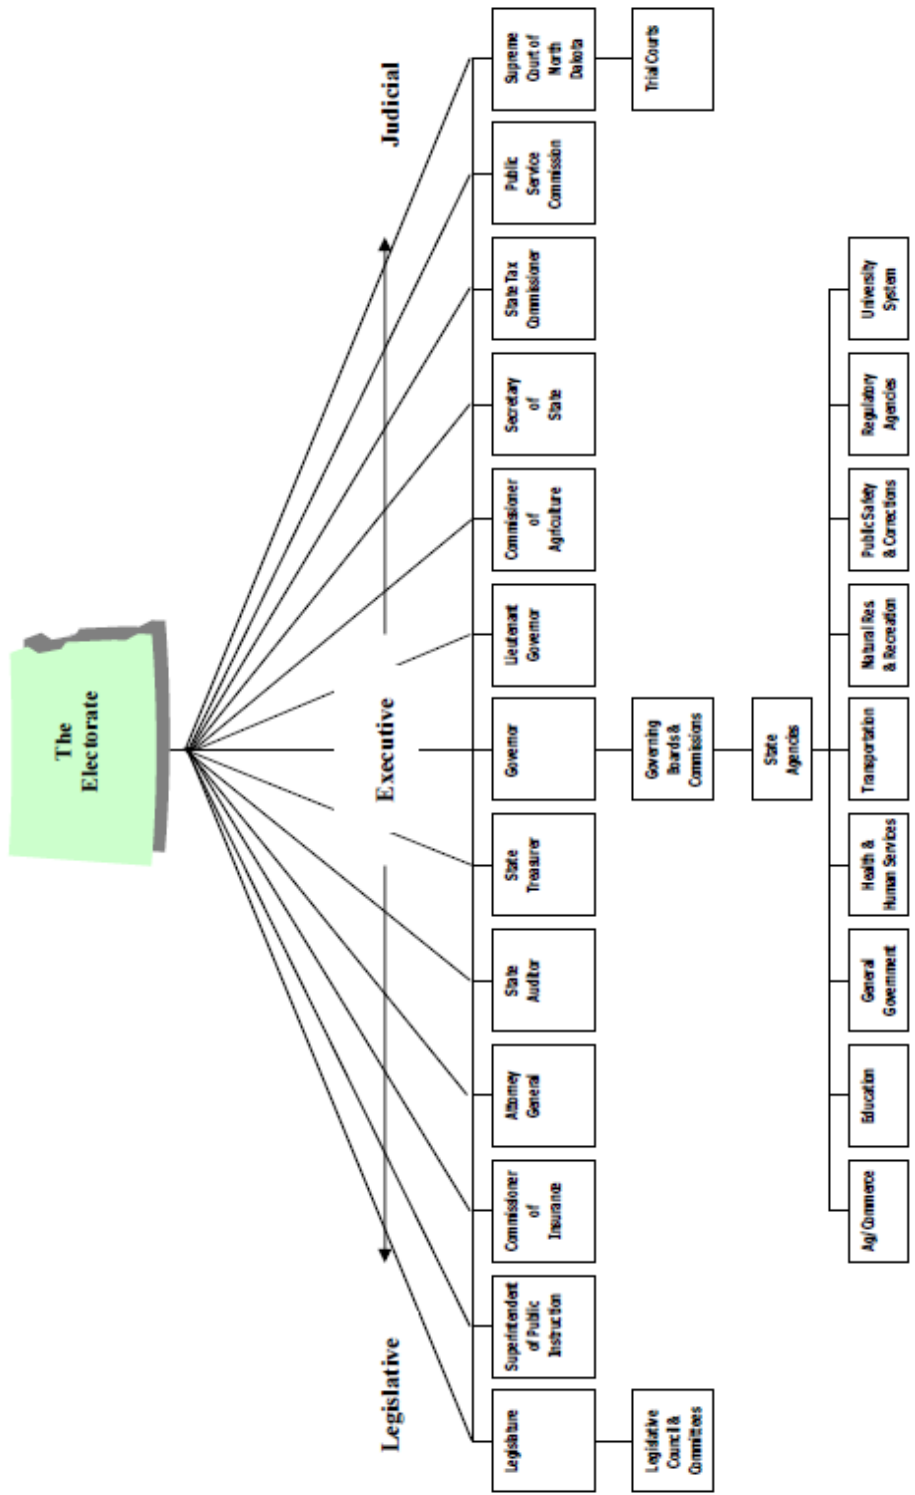 The
Electorate
Legislative
Executive
Judicial
Legislature
Superintendent
of Public
Instruction
Commissioner
of
Insurance
Attorney
General
State
Auditor
State
Treasurer
Governor
Lieutenant
Governor
Commissioner
of
Agriculture
Secretary
of
State
State Tax
Commissioner
Public
Service
Commission
Supreme
Court of
North
Dakota
Legislative
Council &
Committees
Governing
Boards &
Commissions
Trial Courts
State
Agencies
Ag/Commerce
Education
General
Government
Health &
Human Services
Transportation
Natural Res.
& Recreation
Public Safety
& Corrections
Regulatory
Agencies
University
System